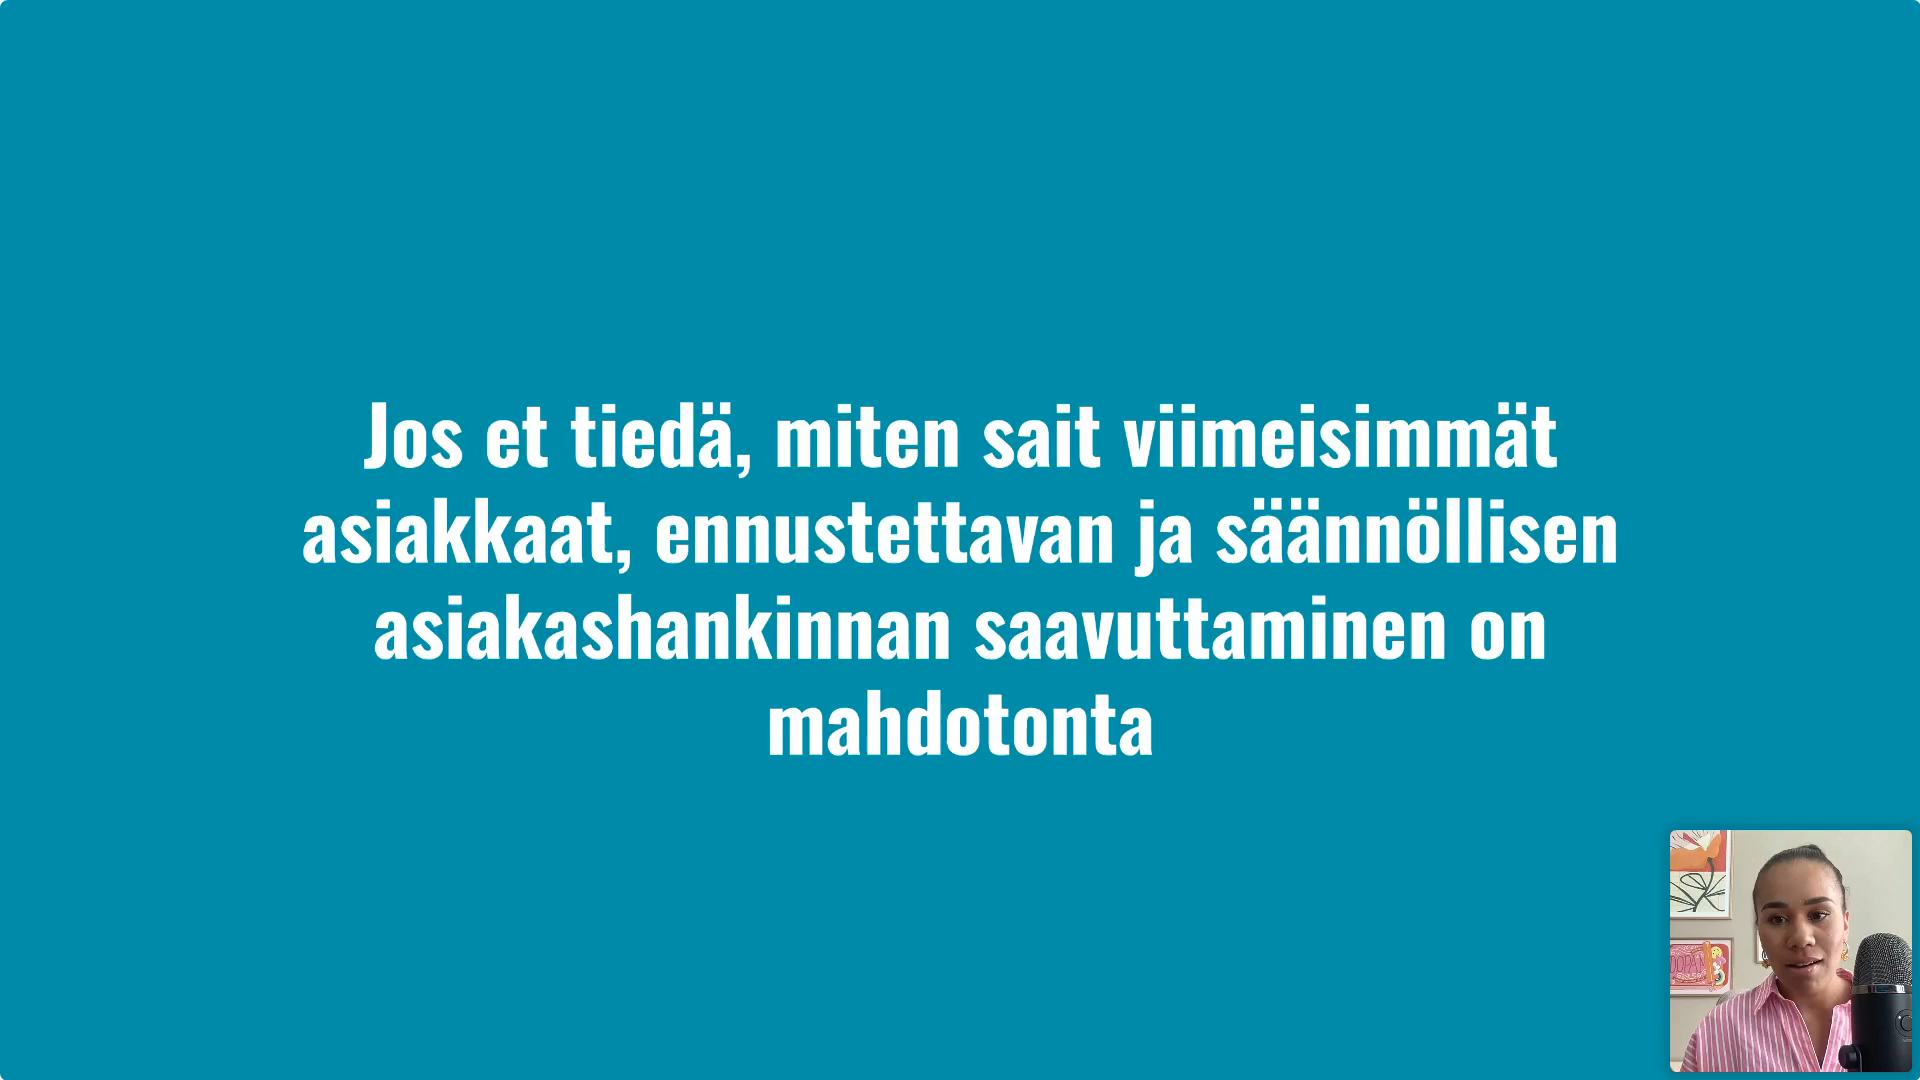 Jos et tiedä, miten sait viimeisimmät
asiakkaat, ennustettavan ja säännöllisen
asiakashankinnan saavuttaminen on
mahdotonta